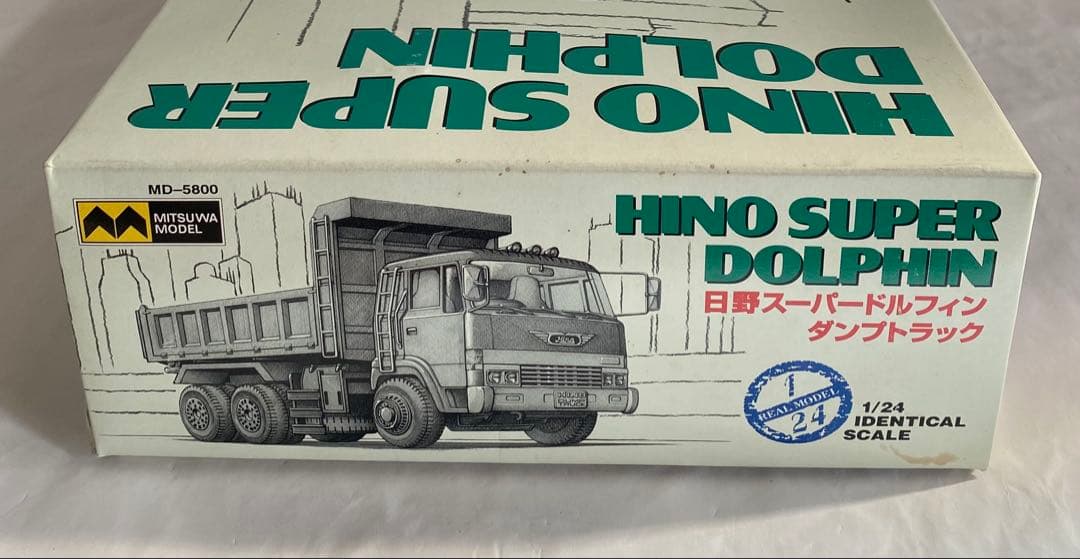 HINO SUPER
DOLPHIN
MD-5800
MITSUWA
MODEL
HINO SUPER
DOLPHIN
日野スーパードルフィン
ダンプトラック
HINO
1
REAL MODEL
24
1/24
IDENTICAL
SCALE